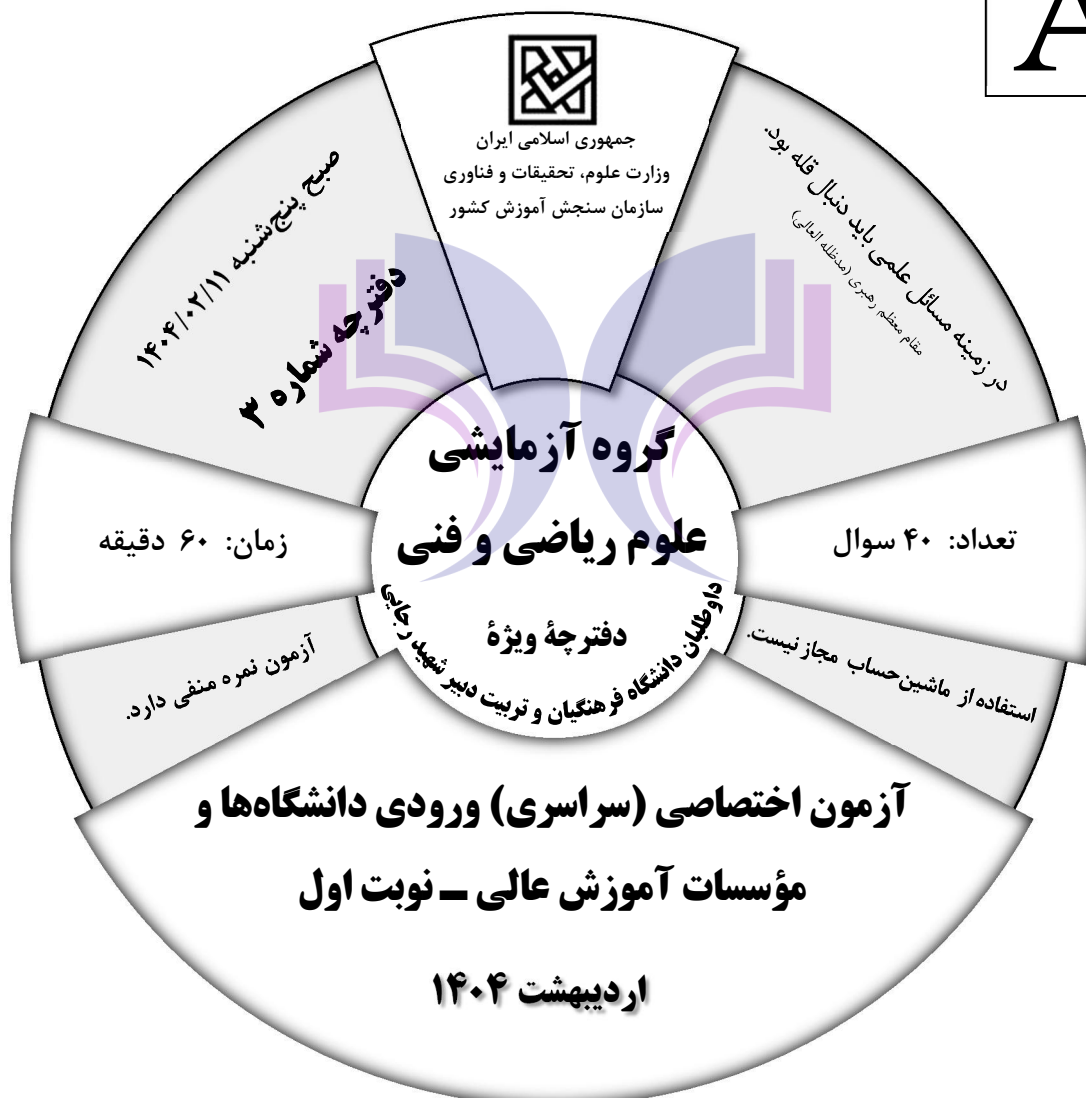 A
جمهوری اسلامی ایران
وزارت علوم، تحقیقات و فناوری
سازمان سنجش آموزش کشور
در زمینه مسائل علمی باید دنبال قله بود.
مقام معظم رهبری (مدظله العالی)
صبح پنج‌شنبه ۱۴۰۴/۰۲/۱۱
دفترچه شماره ۳
گروه آزمایشی
علوم ریاضی و فنی
دفترچۀ ویژۀ
داوطلبان دانشگاه فرهنگیان و تربیت دبیر شهید رجایی
تعداد: ۴۰ سوال
زمان: ۶۰ دقیقه
استفاده از ماشین‌حساب مجاز نیست.
آزمون نمره منفی دارد.
آزمون اختصاصی (سراسری) ورودی دانشگاه‌ها و
مؤسسات آموزش عالی ــ نوبت اول
اردیبهشت ۱۴۰۴